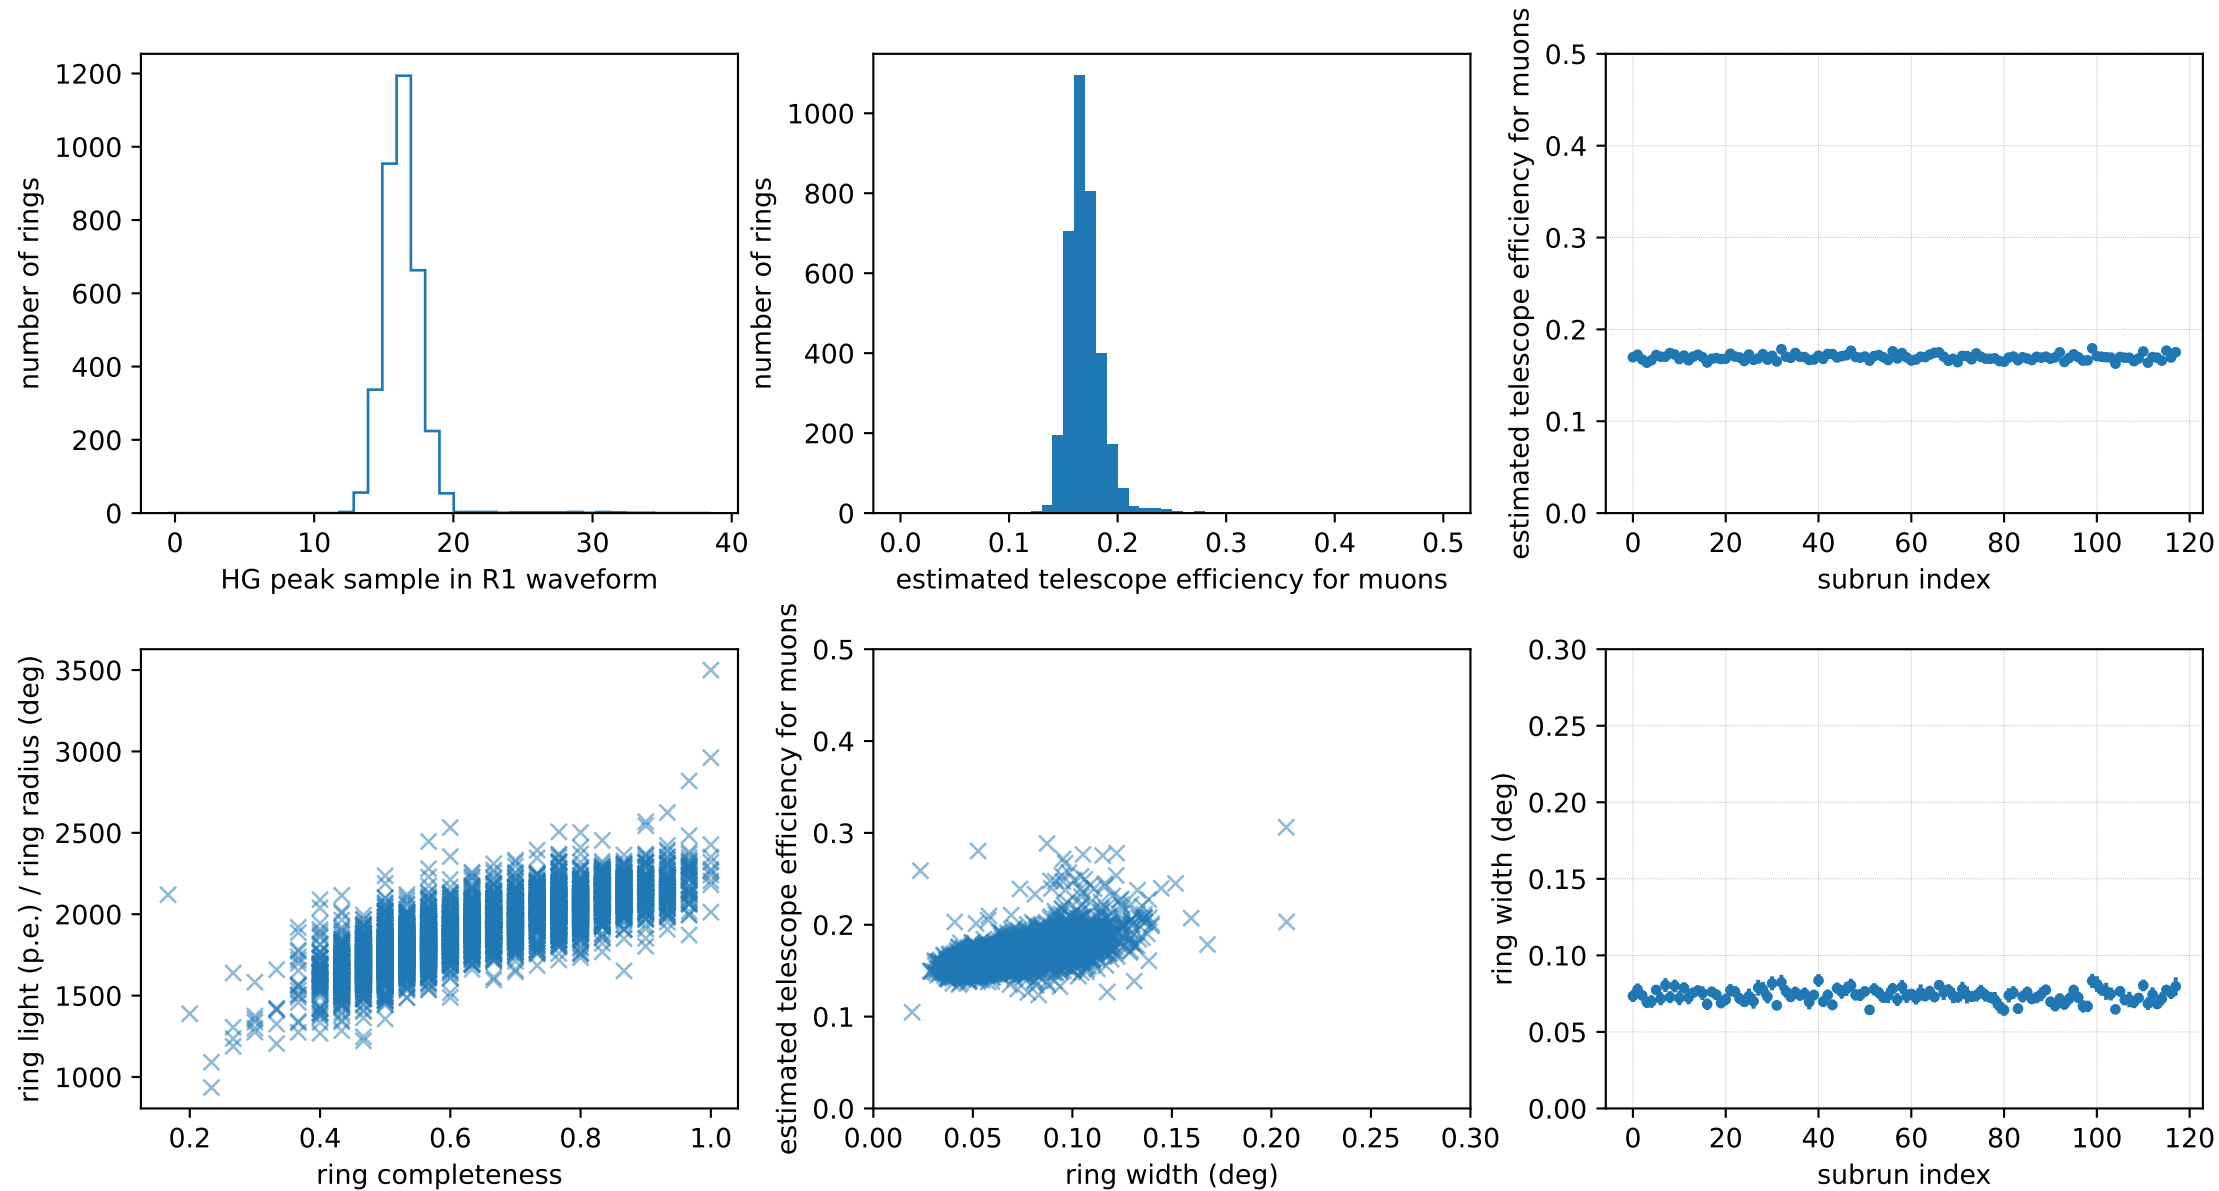 number of rings
1200
1000
800
600
400
200
0
0 10 20 30 40
HG peak sample in R1 waveform
number of rings
1000
800
600
400
200
0
0.0 0.1 0.2 0.3 0.4 0.5
estimated telescope efficiency for muons
estimated telescope efficiency for muons
0.5
0.4
0.3
0.2
0.1
0.0
0 20 40 60 80 100 120
subrun index
ring light (p.e.) / ring radius (deg)
3500
3000
2500
2000
1500
1000
0.2 0.4 0.6 0.8 1.0
ring completeness
estimated telescope efficiency for muons
0.5
0.4
0.3
0.2
0.1
0.0
0.00 0.05 0.10 0.15 0.20 0.25 0.30
ring width (deg)
ring width (deg)
0.30
0.25
0.20
0.15
0.10
0.05
0.00
0 20 40 60 80 100 120
subrun index